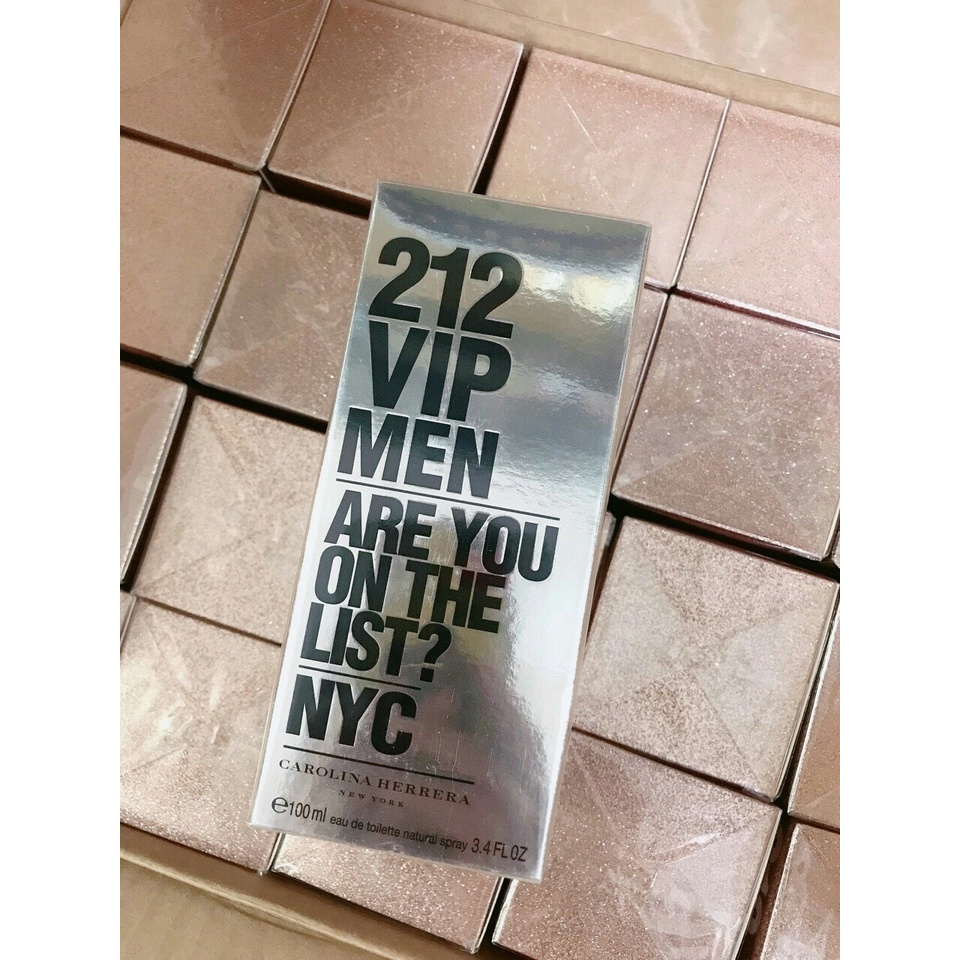 212
VIP
MEN
ARE YOU
ON THE
LIST?
NYC
CAROLINA HERRERA
NEW YORK
℮100 ml eau de toilette natural spray 3.4 FL OZ